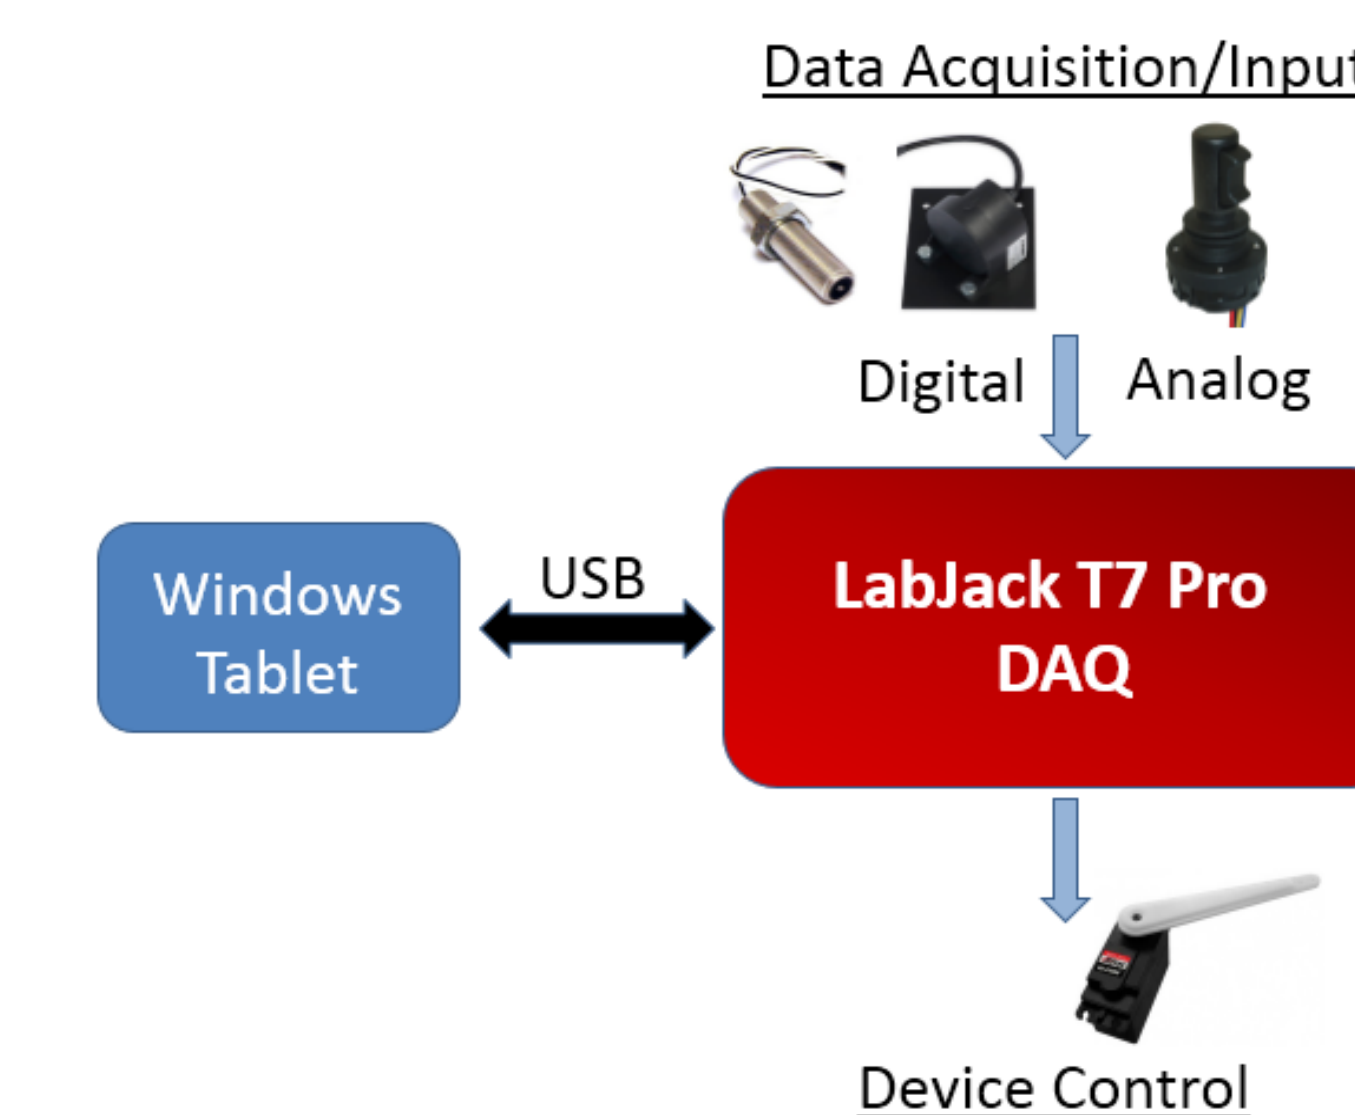 Data Acquisition/Input
Digital
Analog
Windows
Tablet
USB
LabJack T7 Pro
DAQ
Device Control